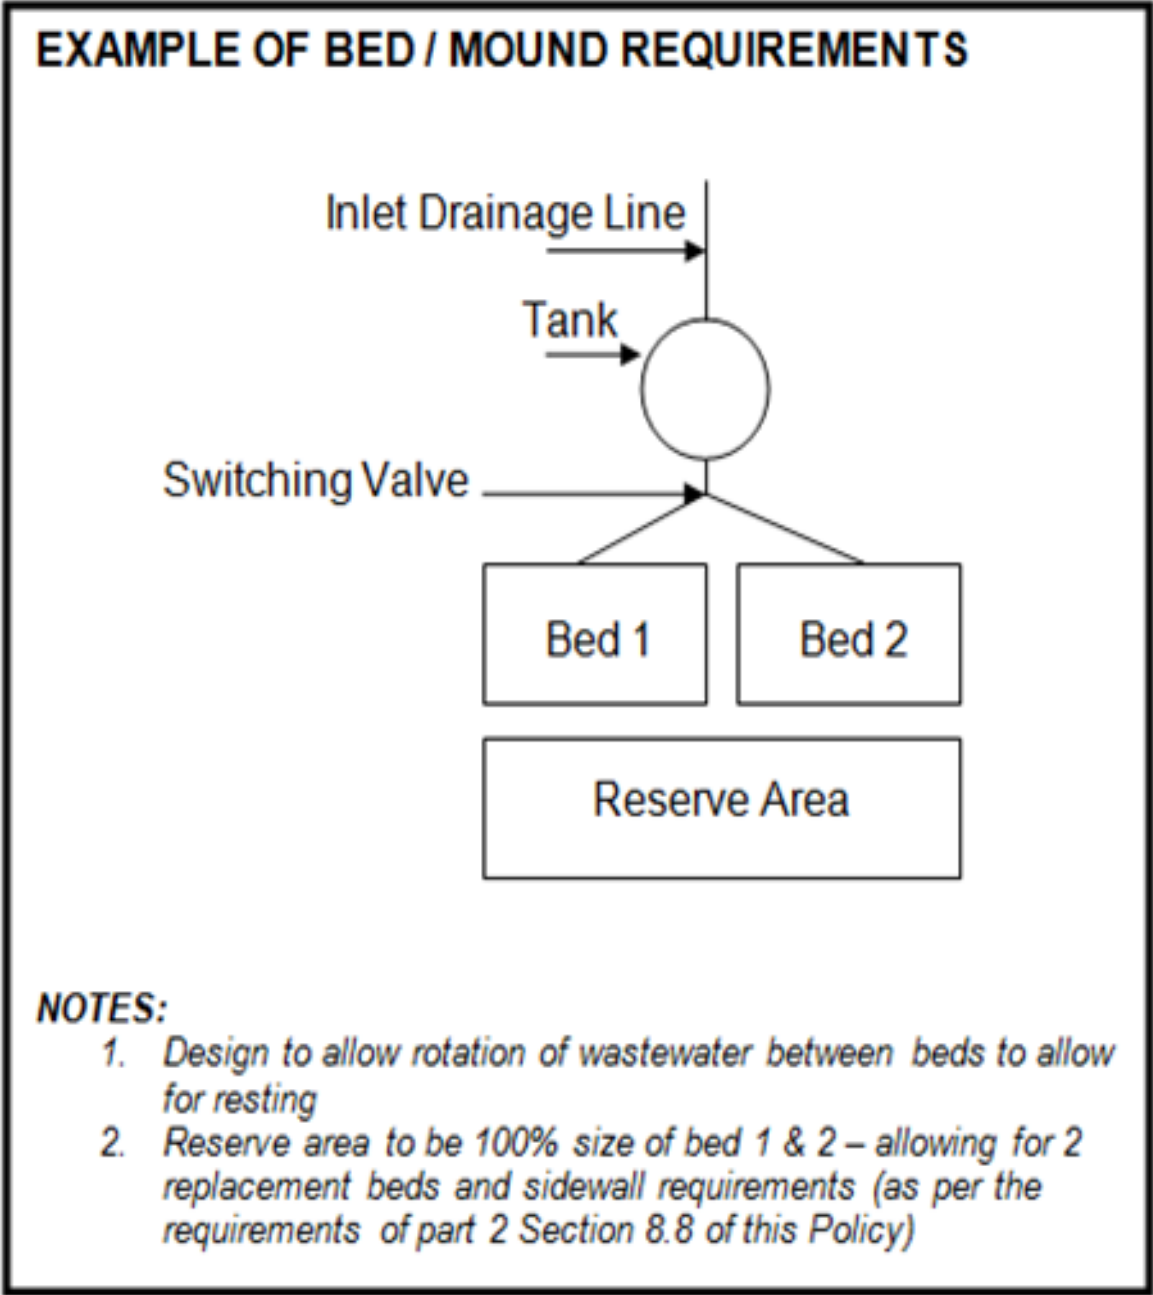 EXAMPLE OF BED / MOUND REQUIREMENTS
Inlet Drainage Line
Tank
Switching Valve
Bed 1
Bed 2
Reserve Area
NOTES:
1. Design to allow rotation of wastewater between beds to allow
for resting
2. Reserve area to be 100% size of bed 1 & 2 – allowing for 2
replacement beds and sidewall requirements (as per the
requirements of part 2 Section 8.8 of this Policy)